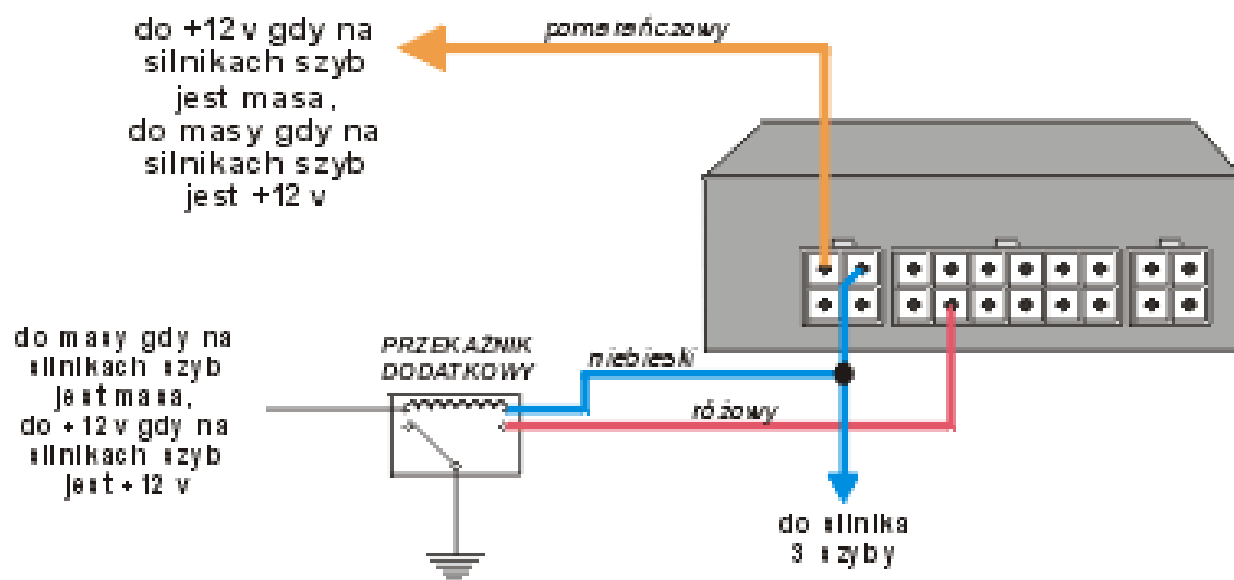 do +12 v gdy na
silnikach szyb
jest masa,
do masy gdy na
silnikach szyb
jest +12 v
pomarańczowy
do masy gdy na
silnikach szyb
jest masa,
do +12 v gdy na
silnikach szyb
jest +12 v
PRZEKAŹNIK
DODATKOWY
niebieski
różowy
do silnika
3 szyby